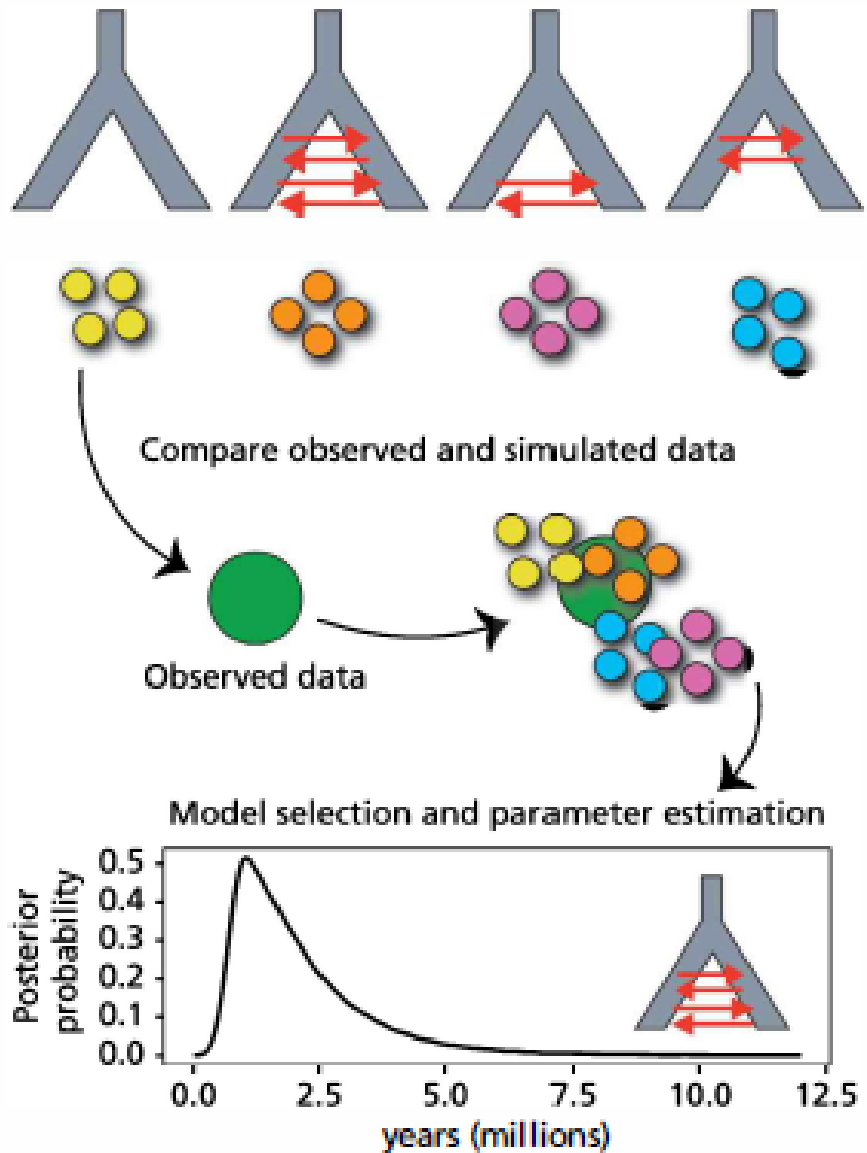 Compare observed and simulated data
Observed data
Model selection and parameter estimation
Posterior
probability
0.5
0.4
0.3
0.2
0.1
0.0
0.0 2.5 5.0 7.5 10.0 12.5
years (millions)